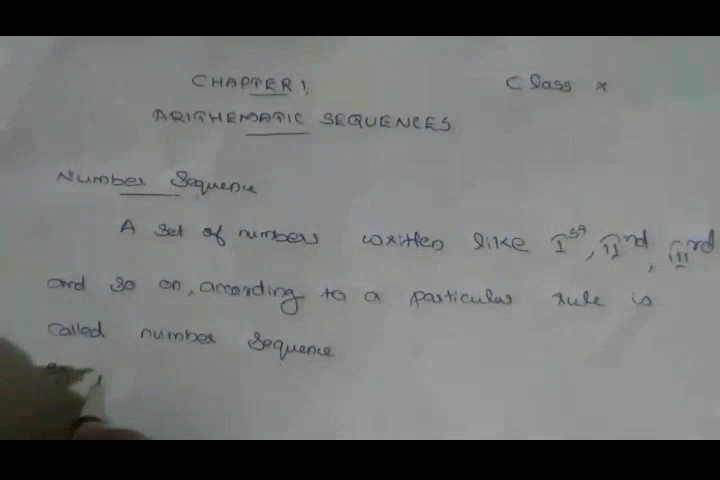 CHAPTER 1 Class X
ARITHEMATIC SEQUENCES
Number Sequence
A set of numbers written like Ist, IInd, IIIrd
and so on, according to a particular rule is
called number Sequence